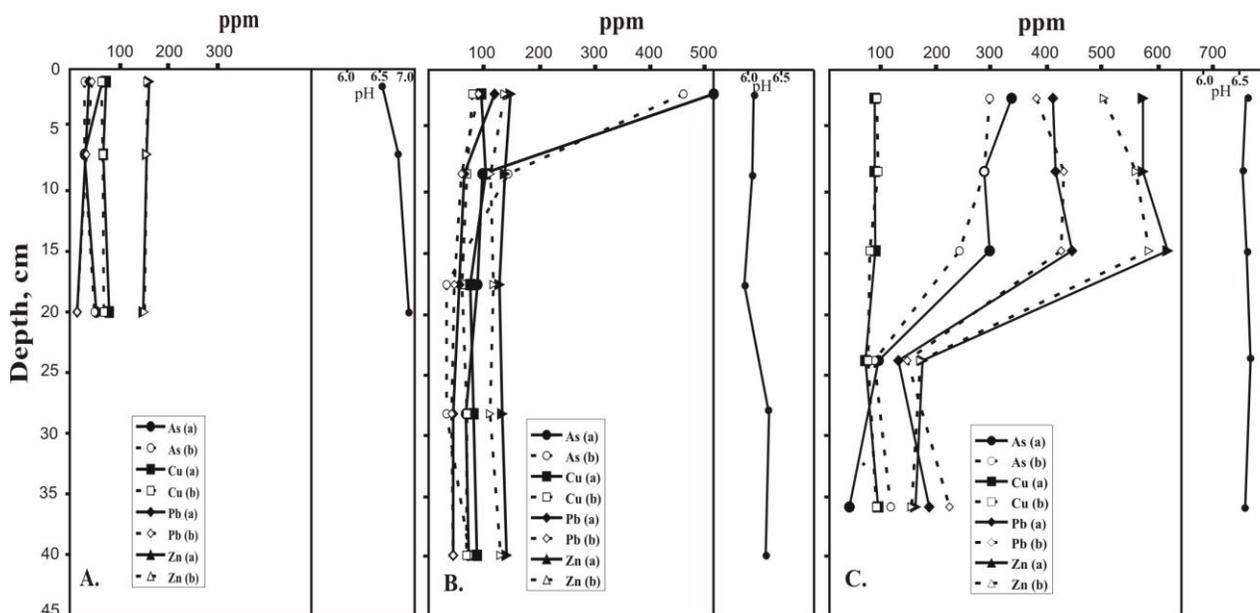 ppm
100 200 300
6.0 6.5 7.0
pH
0
5
10
15
20
25
30
35
40
45
Depth, cm
As (a)
As (b)
Cu (a)
Cu (b)
Pb (a)
Pb (b)
Zn (a)
Zn (b)
A.
ppm
100 200 300 400 500
6.0 6.5
pH
As (a)
As (b)
Cu (a)
Cu (b)
Pb (a)
Pb (b)
Zn (a)
Zn (b)
B.
ppm
100 200 300 400 500 600 700
6.0 6.5
pH
As (a)
As (b)
Cu (a)
Cu (b)
Pb (a)
Pb (b)
Zn (a)
Zn (b)
C.